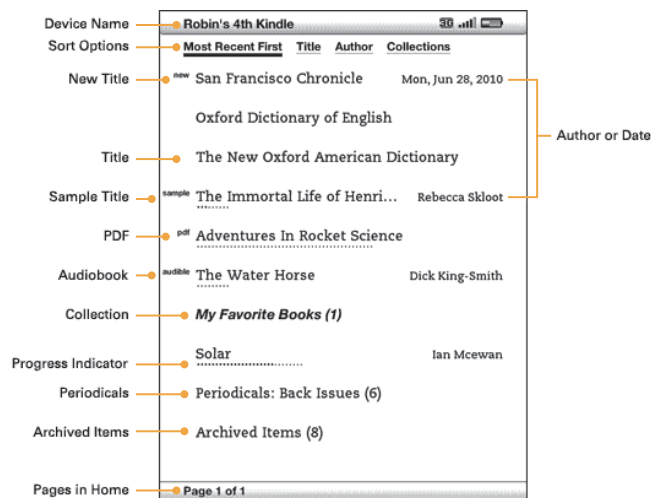 Device Name Robin's 4th Kindle 3G
Sort Options Most Recent First Title Author Collections
New Title new San Francisco Chronicle Mon, Jun 28, 2010
Oxford Dictionary of English
Author or Date
Title The New Oxford American Dictionary
Sample Title sample The Immortal Life of Henri... Rebecca Skloot
PDF pdf Adventures In Rocket Science
Audiobook audible The Water Horse Dick King-Smith
Collection My Favorite Books (1)
Progress Indicator Solar Ian Mcewan
Periodicals Periodicals: Back Issues (6)
Archived Items Archived Items (8)
Pages in Home Page 1 of 1